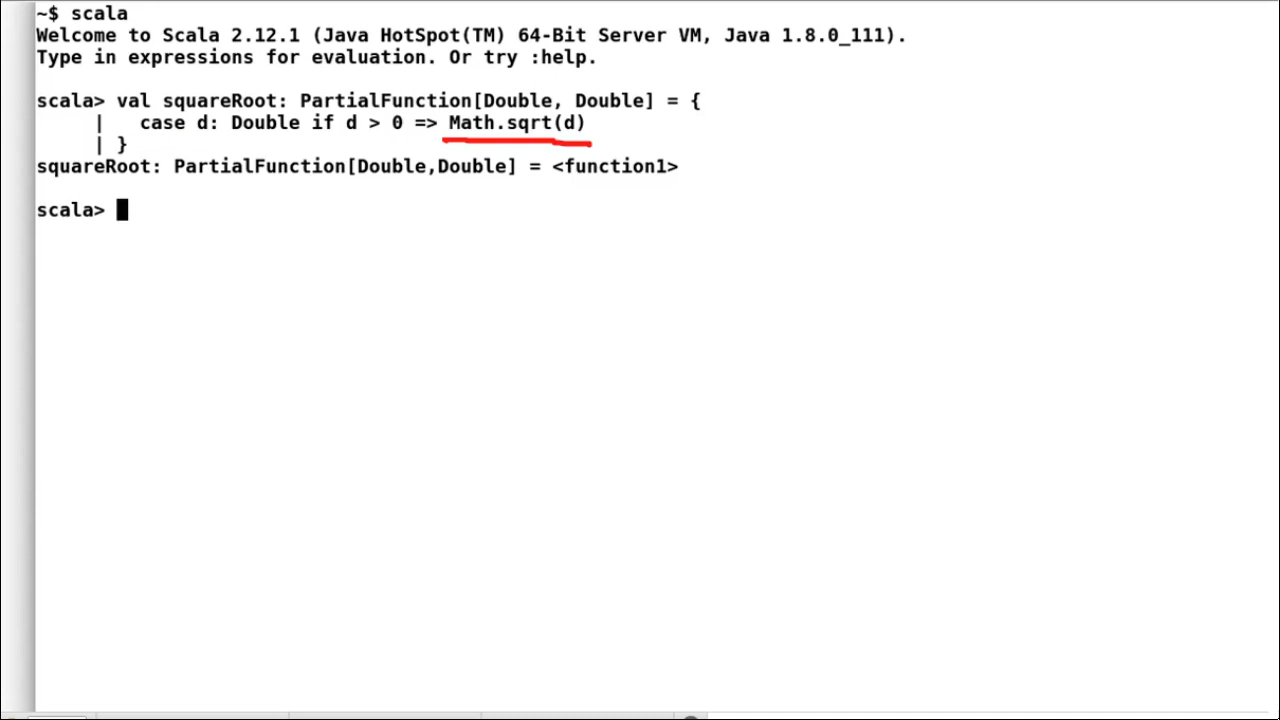 ~$ scala
Welcome to Scala 2.12.1 (Java HotSpot(TM) 64-Bit Server VM, Java 1.8.0_111).
Type in expressions for evaluation. Or try :help.
scala> val squareRoot: PartialFunction[Double, Double] = {
     |   case d: Double if d > 0 => Math.sqrt(d)
     | }
squareRoot: PartialFunction[Double,Double] = <function1>
scala>